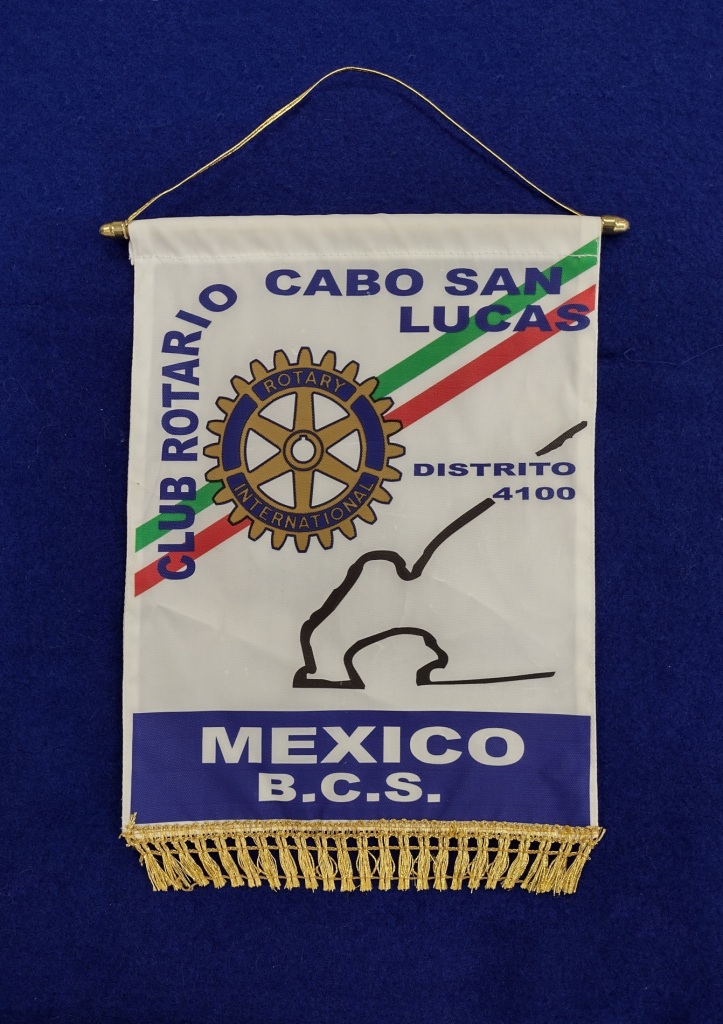 CABO SAN
LUCAS
CLUB ROTARIO
ROTARY
INTERNATIONAL
DISTRITO
4100
MEXICO
B.C.S.